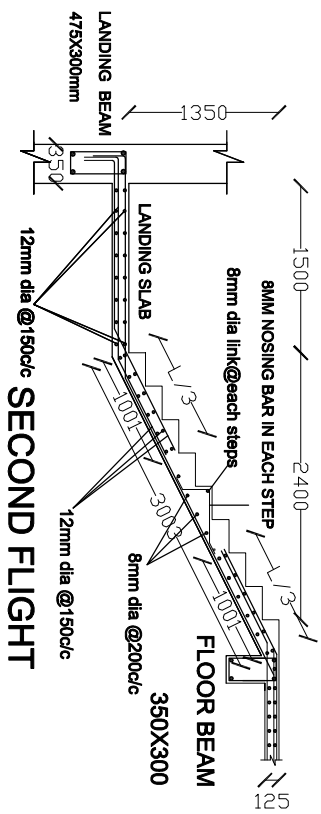 1350
1500
2400
LANDING BEAM
475X300mm
350
LANDING SLAB
8MM NOSING BAR IN EACH STEP
8mm dia link@each steps
L/3
L/3
1001
3003
1001
12mm dia @150c/c
12mm dia @150c/c
8mm dia @200c/c
FLOOR BEAM
350X300
125
SECOND FLIGHT